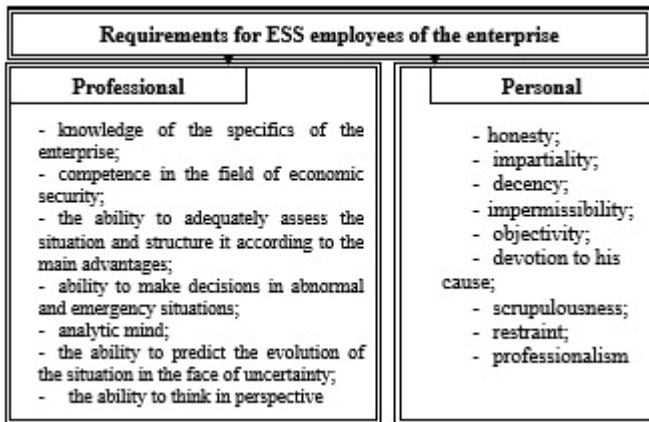 Requirements for ESS employees of the enterprise
Professional
- knowledge of the specifics of the
enterprise;
- competence in the field of economic
security;
- the ability to adequately assess the
situation and structure it according to the
main advantages;
- ability to make decisions in abnormal
and emergency situations;
- analytic mind;
- the ability to predict the evolution of
the situation in the face of uncertainty;
- the ability to think in perspective
Personal
- honesty;
- impartiality;
- decency;
- impermissibility;
- objectivity;
- devotion to his
cause;
- scrupulousness;
- restraint;
- professionalism